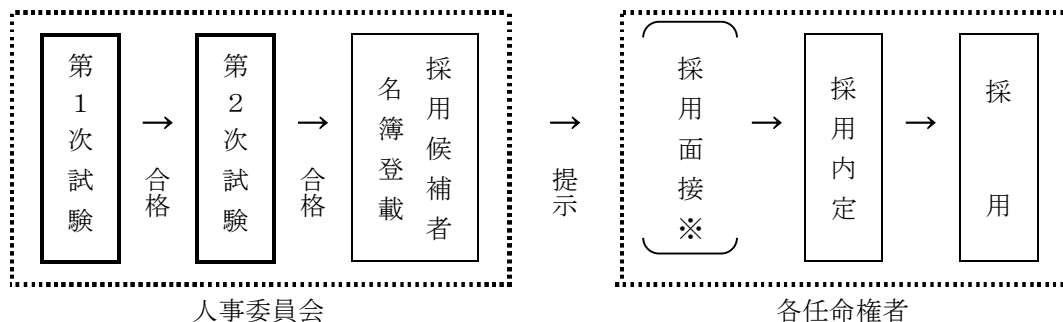 第1次試験
→
合格
第2次試験
→
合格
採用候補者
名簿登載
→
提示
採用面接※
→
採用内定
→
採用
人事委員会
各任命権者